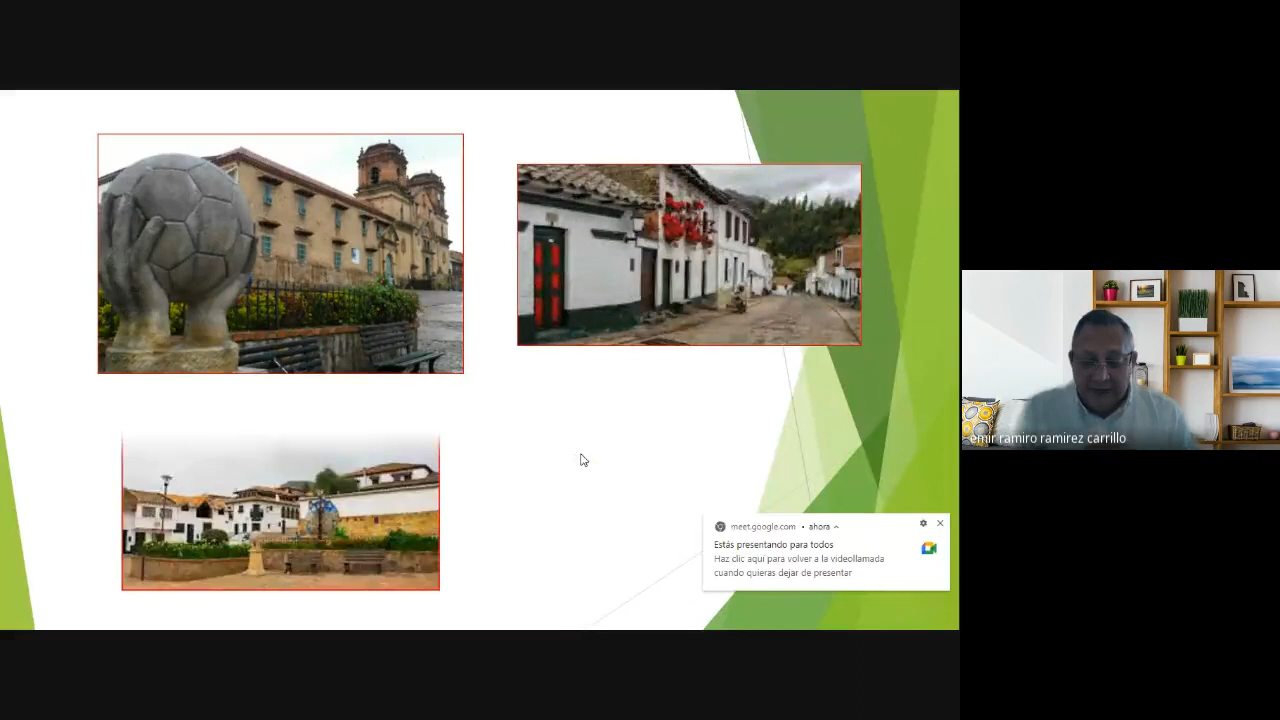 emir ramiro ramirez carrillo
meet.google.com • ahora
Estás presentando para todos
Haz clic aquí para volver a la videollamada
cuando quieras dejar de presentar